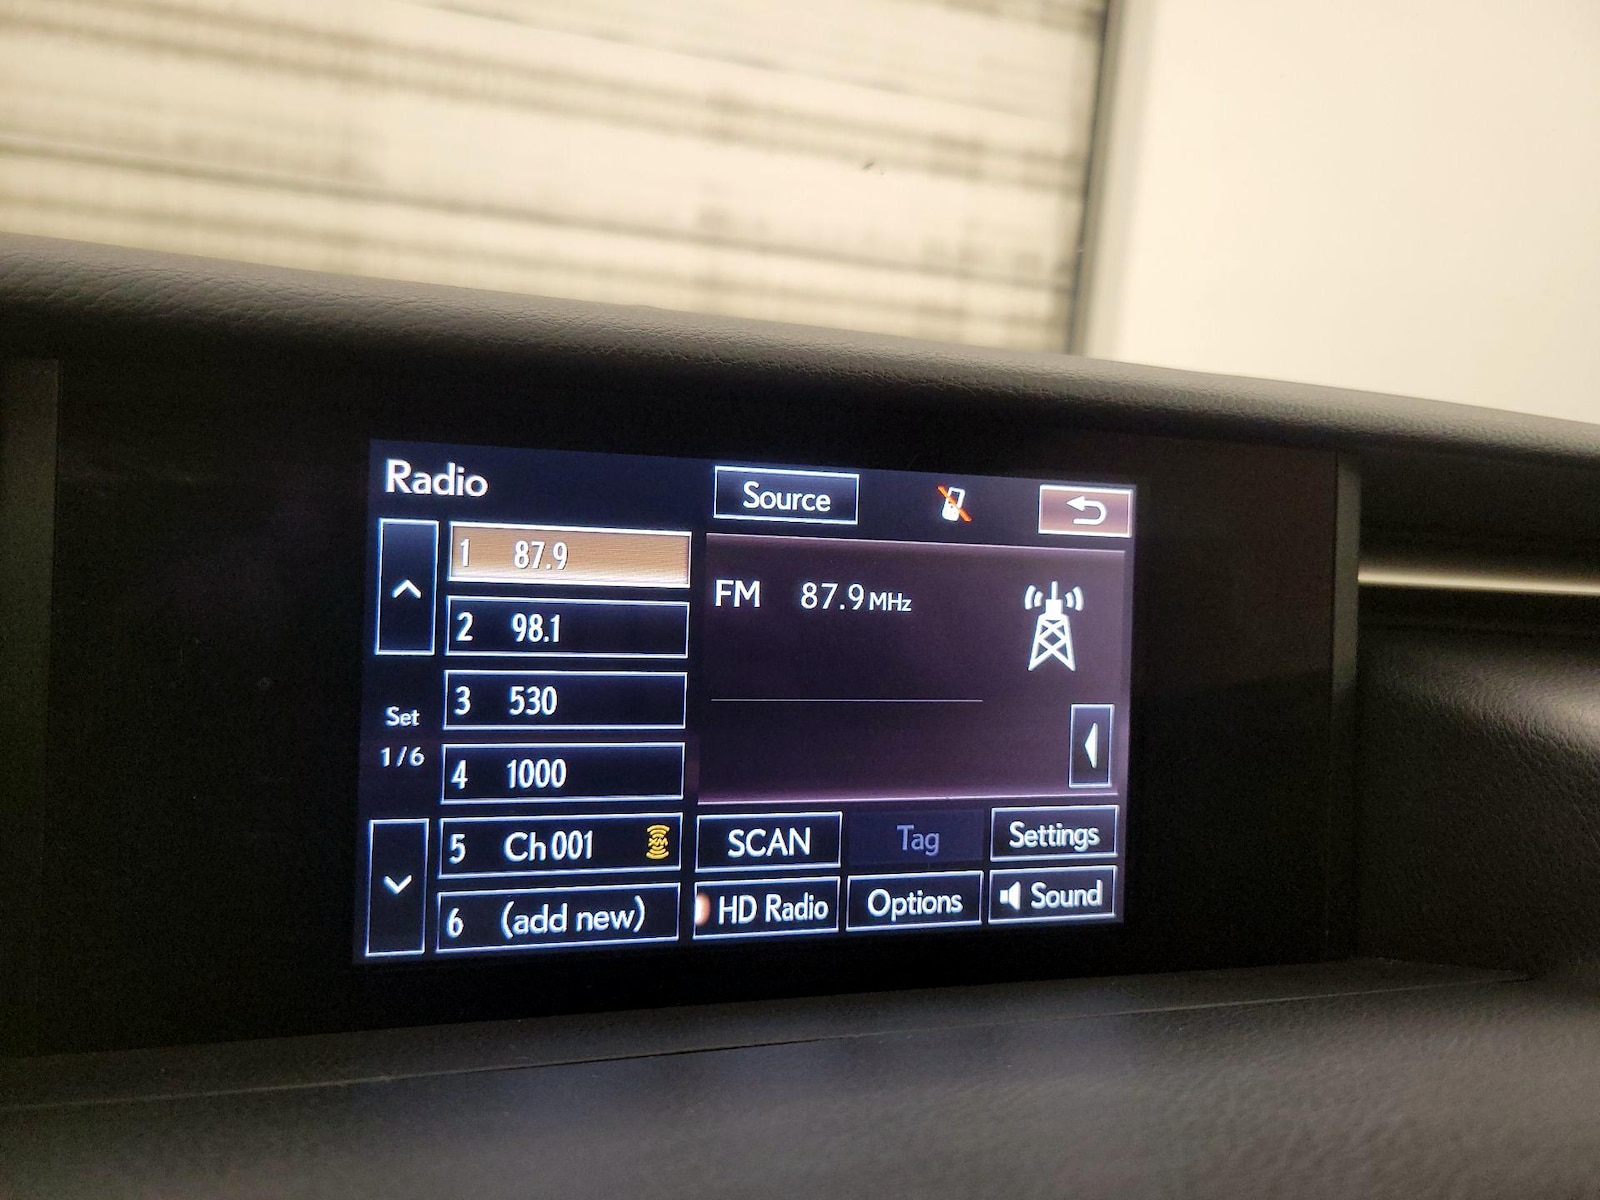 Radio
Source
1 87.9
2 98.1
3 530
4 1000
5 Ch 001 XM
6 (add new)
Set
1/6
FM 87.9 MHz
SCAN
Tag
Settings
HD Radio
Options
Sound